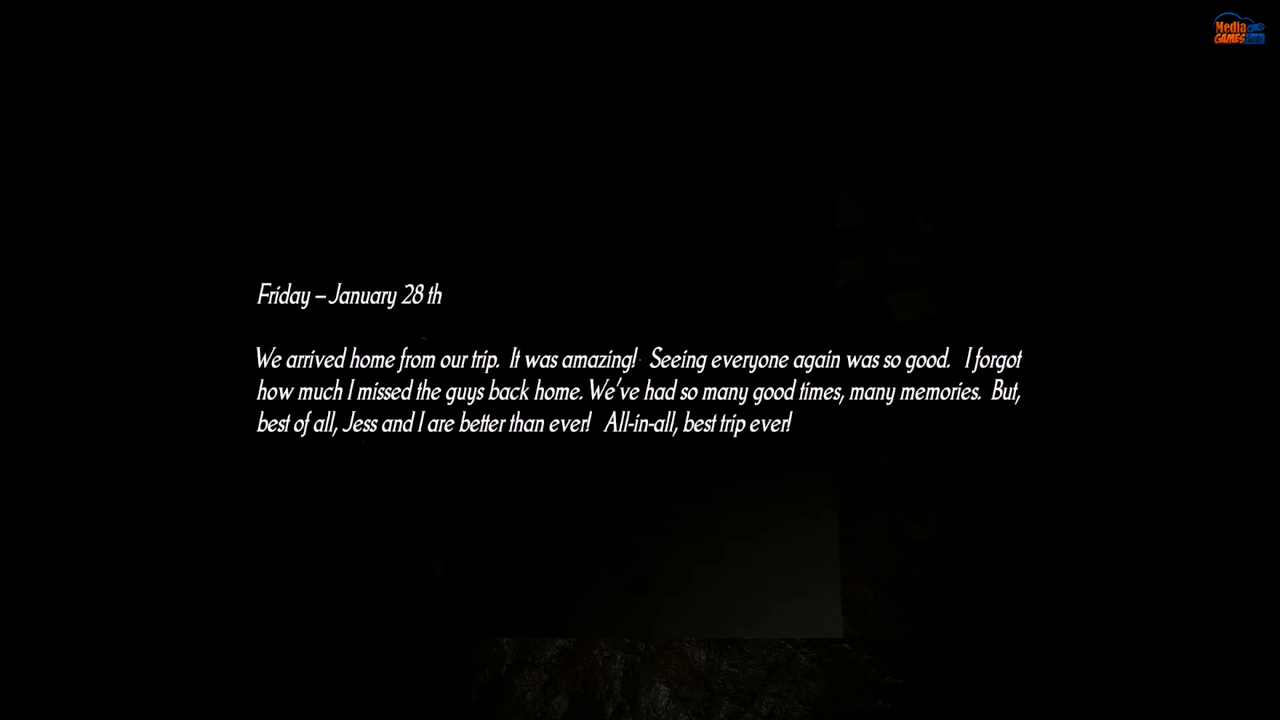 Media
GAMES
Friday – January 28 th
We arrived home from our trip. It was amazing! Seeing everyone again was so good. I forgot
how much I missed the guys back home. We've had so many good times, many memories. But,
best of all, Jess and I are better than ever! All-in-all, best trip ever!